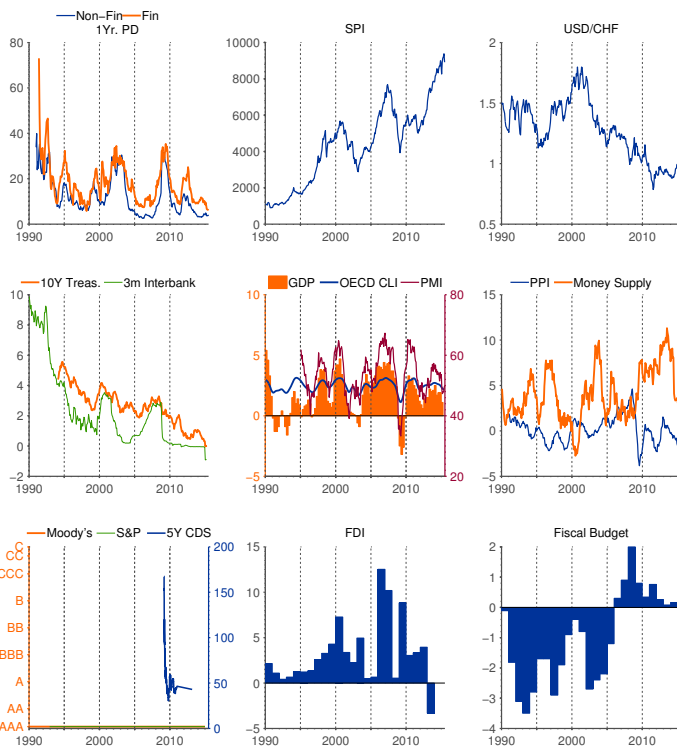 Non−Fin Fin
1Yr. PD
80
60
40
20
0
1990 2000 2010
SPI
10000
8000
6000
4000
2000
0
1990 2000 2010
USD/CHF
2
1.5
1
0.5
1990 2000 2010
10Y Treas. 3m Interbank
10
8
6
4
2
0
−2
1990 2000 2010
GDP OECD CLI PMI
10
5
0
−5
80
60
40
20
1990 2000 2010
PPI Money Supply
15
10
5
0
−5
1990 2000 2010
Moody's S&P 5Y CDS
C
CC
CCC
B
BB
BBB
A
AA
AAA
200
150
100
50
0
1990 2000 2010
FDI
15
10
5
0
−5
1990 2000 2010
Fiscal Budget
2
1
0
−1
−2
−3
−4
1990 2000 2010